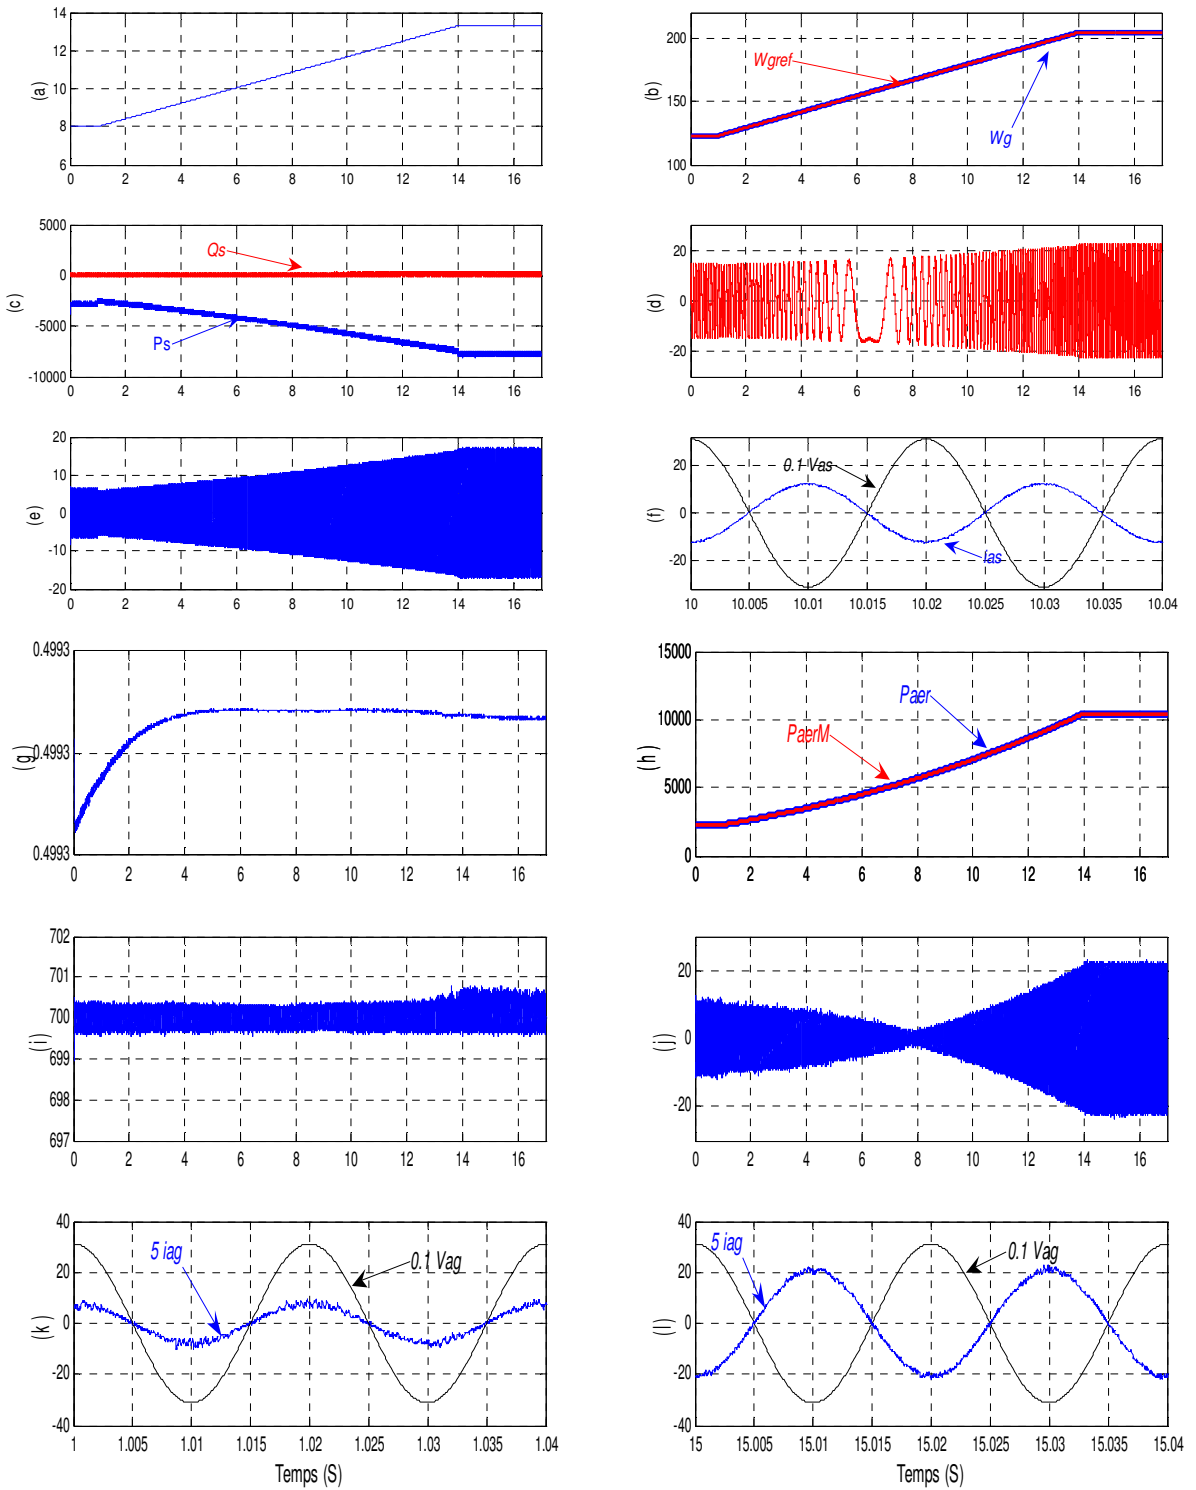 14
12
10
8
6
(a)
0 2 4 6 8 10 12 14 16
200
150
100
(b)
Wgref
Wg
0 2 4 6 8 10 12 14 16
5000
0
-5000
-10000
(c)
Qs
Ps
0 2 4 6 8 10 12 14 16
20
0
-20
(d)
0 2 4 6 8 10 12 14 16
20
10
0
-10
-20
(e)
0 2 4 6 8 10 12 14 16
20
0
-20
(f)
0.1 Vas
Ias
10 10.005 10.01 10.015 10.02 10.025 10.03 10.035 10.04
0.4993
0.4993
0.4993
(g)
0 2 4 6 8 10 12 14 16
15000
10000
5000
0
(h)
Paer
PaerM
0 2 4 6 8 10 12 14 16
702
701
700
699
698
697
(i)
0 2 4 6 8 10 12 14 16
20
0
-20
(j)
0 2 4 6 8 10 12 14 16
40
20
0
-20
-40
(k)
5 iag
0.1 Vag
1 1.005 1.01 1.015 1.02 1.025 1.03 1.035 1.04
Temps (S)
40
20
0
-20
-40
(l)
5 iag
0.1 Vag
15 15.005 15.01 15.015 15.02 15.025 15.03 15.035 15.04
Temps (S)